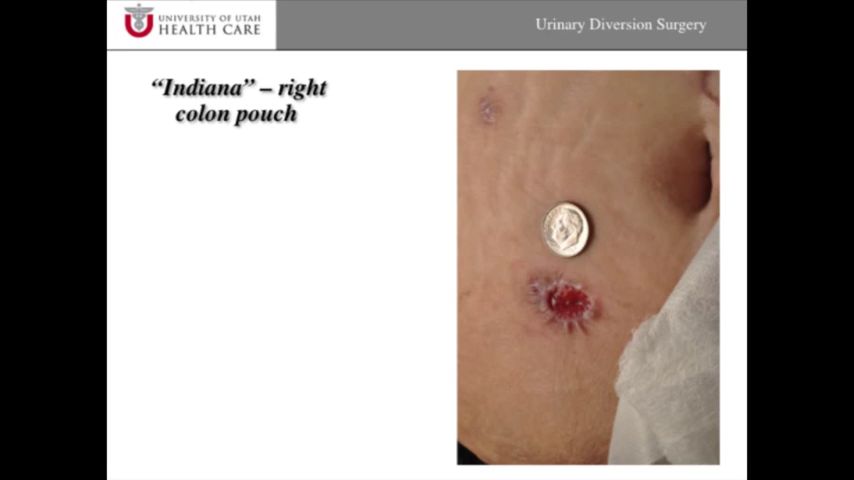 UNIVERSITY OF UTAH
HEALTH CARE
Urinary Diversion Surgery
“Indiana” – right
colon pouch